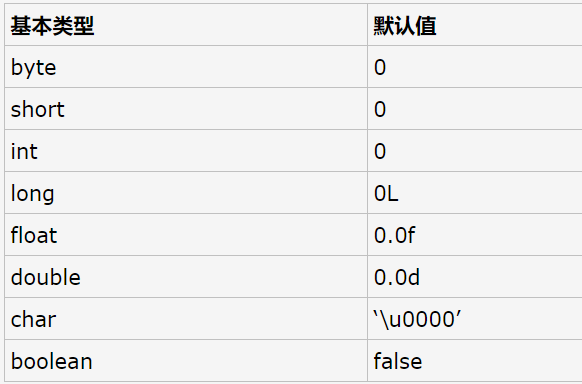 基本类型 默认值
byte 0
short 0
int 0
long 0L
float 0.0f
double 0.0d
char ‘\u0000’
boolean false